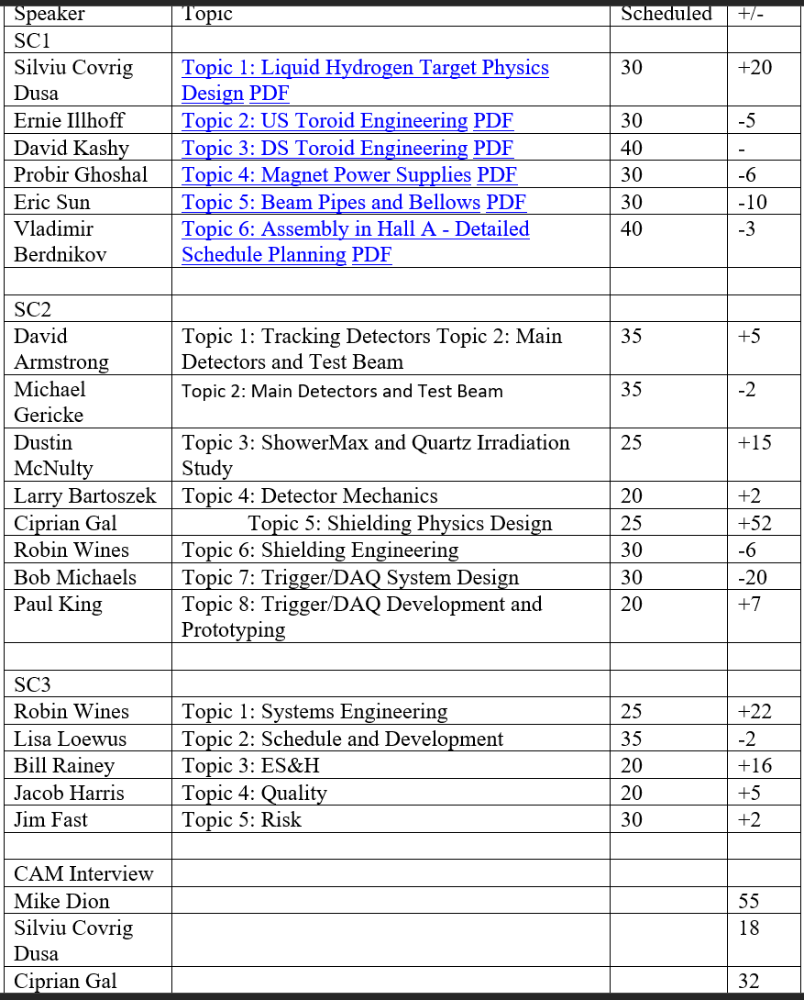 Speaker Topic Scheduled +/-
SC1
Silviu Covrig Topic 1: Liquid Hydrogen Target Physics 30 +20
Dusa Design PDF
Ernie Illhoff Topic 2: US Toroid Engineering PDF 30 -5
David Kashy Topic 3: DS Toroid Engineering PDF 40 -
Probir Ghoshal Topic 4: Magnet Power Supplies PDF 30 -6
Eric Sun Topic 5: Beam Pipes and Bellows PDF 30 -10
Vladimir Topic 6: Assembly in Hall A - Detailed 40 -3
Berdnikov Schedule Planning PDF
SC2
David Topic 1: Tracking Detectors Topic 2: Main 35 +5
Armstrong Detectors and Test Beam
Michael Topic 2: Main Detectors and Test Beam 35 -2
Gericke
Dustin Topic 3: ShowerMax and Quartz Irradiation 25 +15
McNulty Study
Larry Bartoszek Topic 4: Detector Mechanics 20 +2
Ciprian Gal Topic 5: Shielding Physics Design 25 +52
Robin Wines Topic 6: Shielding Engineering 30 -6
Bob Michaels Topic 7: Trigger/DAQ System Design 30 -20
Paul King Topic 8: Trigger/DAQ Development and 20 +7
Prototyping
SC3
Robin Wines Topic 1: Systems Engineering 25 +22
Lisa Loewus Topic 2: Schedule and Development 35 -2
Bill Rainey Topic 3: ES&H 20 +16
Jacob Harris Topic 4: Quality 20 +5
Jim Fast Topic 5: Risk 30 +2
CAM Interview
Mike Dion 55
Silviu Covrig 18
Dusa
Ciprian Gal 32